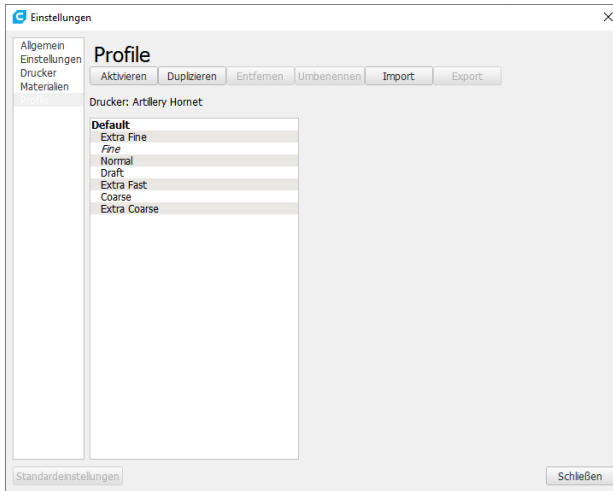 Einstellungen
Allgemein
Einstellungen
Drucker
Materialien
Profile
Profile
Aktivieren Duplizieren Entfernen Umbenennen Import Export
Drucker: Artillery Hornet
Default
Extra Fine
Fine
Normal
Draft
Extra Fast
Coarse
Extra Coarse
Standardeinstellungen Schließen